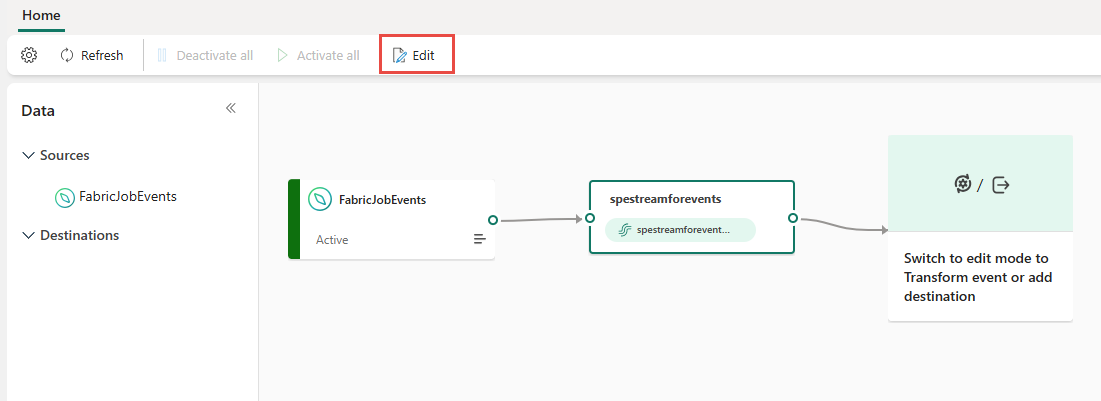 Home
Refresh
Deactivate all
Activate all
Edit
Data
Sources
FabricJobEvents
Destinations
FabricJobEvents
Active
spestreamforevents
spestreamforevent...
/
Switch to edit mode to
Transform event or add
destination